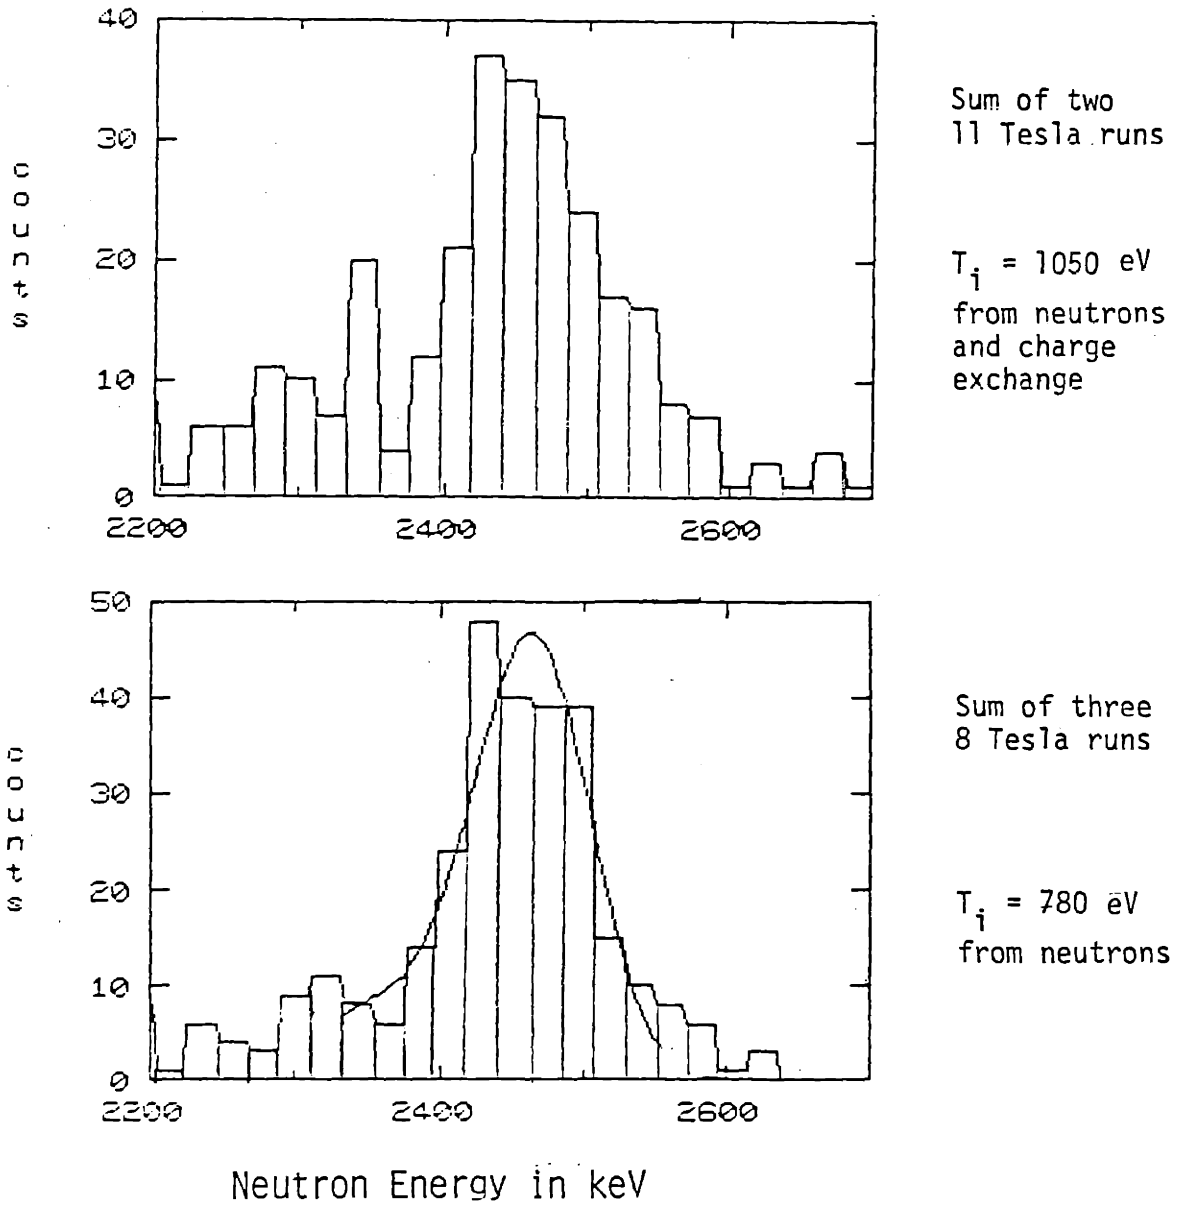 40
30
20
10
0
counts
2200 2400 2600
Sum of two
11 Tesla runs
Ti = 1050 eV
from neutrons
and charge
exchange
50
40
30
20
10
0
counts
2200 2400 2600
Sum of three
8 Tesla runs
Ti = 780 eV
from neutrons
Neutron Energy in keV